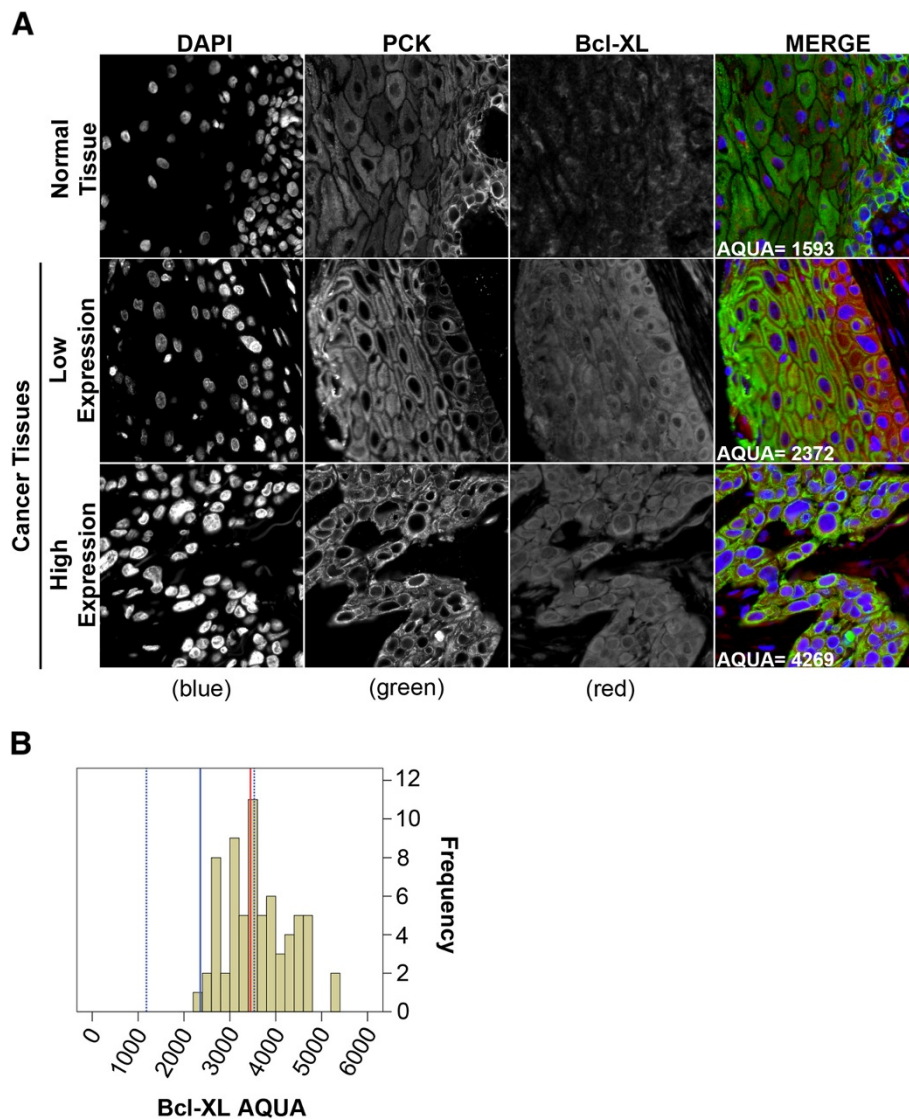 A
DAPI PCK Bcl-XL MERGE
Normal
Tissue
AQUA= 1593
Cancer Tissues
Low
Expression
AQUA= 2372
High
Expression
AQUA= 4269
(blue) (green) (red)
B
12
10
8
6
4
2
0
Frequency
0 1000 2000 3000 4000 5000 6000
Bcl-XL AQUA